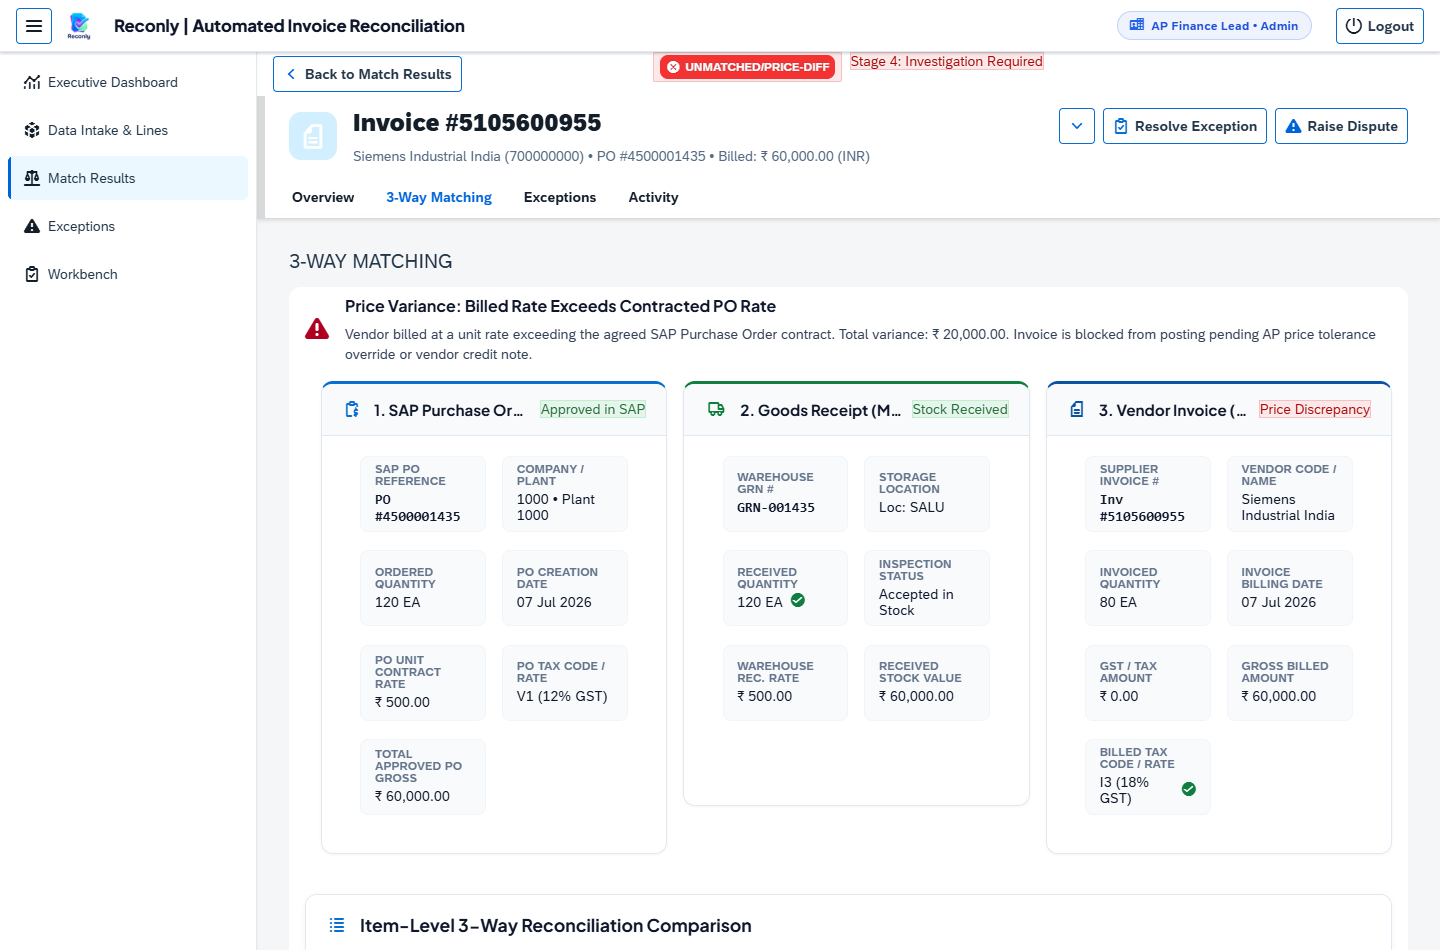 Reconly
Reconly | Automated Invoice Reconciliation
AP Finance Lead • Admin
Logout
Executive Dashboard
Data Intake & Lines
Match Results
Exceptions
Workbench
Back to Match Results
UNMATCHED/PRICE-DIFF
Stage 4: Investigation Required
Invoice #5105600955
Siemens Industrial India (700000000) • PO #4500001435 • Billed: ₹ 60,000.00 (INR)
Resolve Exception
Raise Dispute
Overview
3-Way Matching
Exceptions
Activity
3-WAY MATCHING
Price Variance: Billed Rate Exceeds Contracted PO Rate
Vendor billed at a unit rate exceeding the agreed SAP Purchase Order contract. Total variance: ₹ 20,000.00. Invoice is blocked from posting pending AP price tolerance
override or vendor credit note.
1. SAP Purchase Or...
Approved in SAP
SAP PO
REFERENCE
PO
#4500001435
COMPANY /
PLANT
1000 • Plant
1000
ORDERED
QUANTITY
120 EA
PO CREATION
DATE
07 Jul 2026
PO UNIT
CONTRACT
RATE
₹ 500.00
PO TAX CODE /
RATE
V1 (12% GST)
TOTAL
APPROVED PO
GROSS
₹ 60,000.00
2. Goods Receipt (M...
Stock Received
WAREHOUSE
GRN #
GRN-001435
STORAGE
LOCATION
Loc: SALU
RECEIVED
QUANTITY
120 EA
INSPECTION
STATUS
Accepted in
Stock
WAREHOUSE
REC. RATE
₹ 500.00
RECEIVED
STOCK VALUE
₹ 60,000.00
3. Vendor Invoice (...
Price Discrepancy
SUPPLIER
INVOICE #
Inv
#5105600955
VENDOR CODE /
NAME
Siemens
Industrial India
INVOICED
QUANTITY
80 EA
INVOICE
BILLING DATE
07 Jul 2026
GST / TAX
AMOUNT
₹ 0.00
GROSS BILLED
AMOUNT
₹ 60,000.00
BILLED TAX
CODE / RATE
I3 (18%
GST)
Item-Level 3-Way Reconciliation Comparison